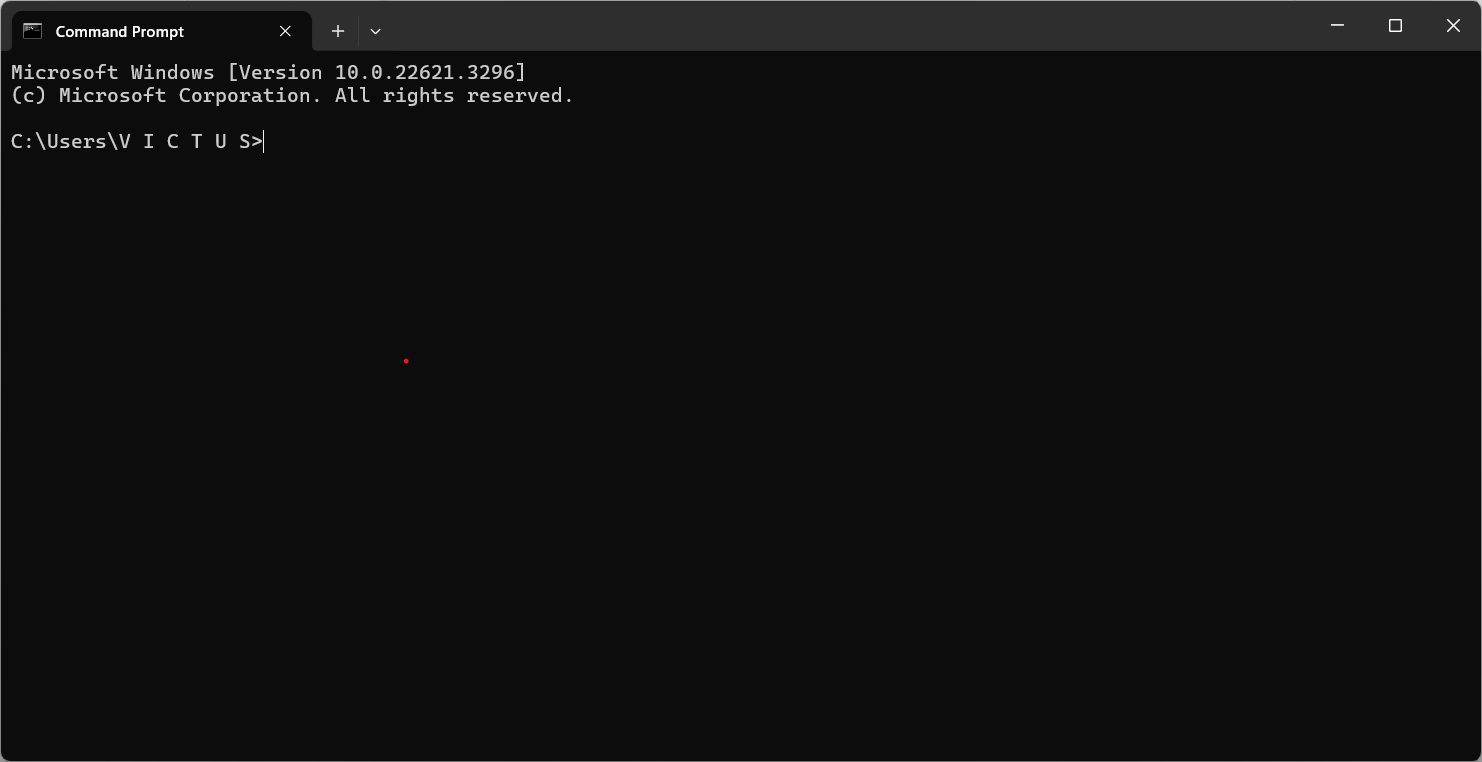 Command Prompt
Microsoft Windows [Version 10.0.22621.3296]
(c) Microsoft Corporation. All rights reserved.
C:\Users\V I C T U S>